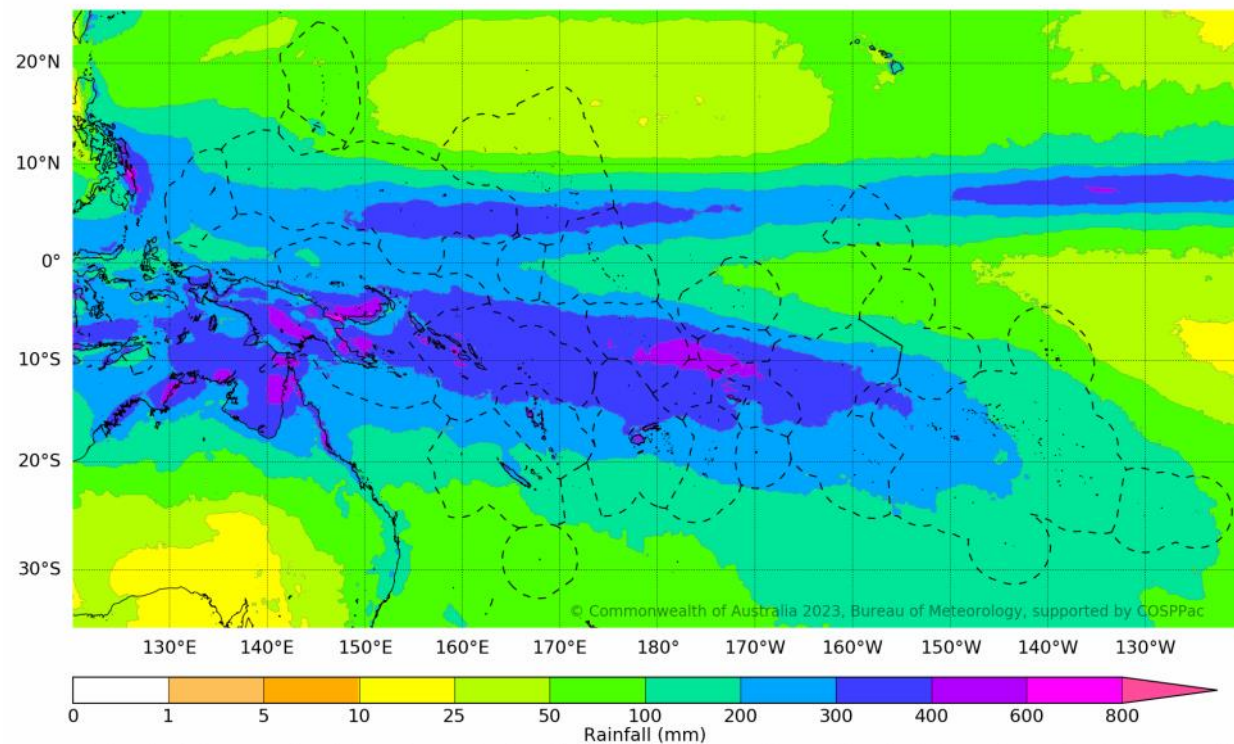 20°N
10°N
0°
10°S
20°S
30°S
© Commonwealth of Australia 2023, Bureau of Meteorology, supported by COSPPac
130°E 140°E 150°E 160°E 170°E 180° 170°W 160°W 150°W 140°W 130°W
0 1 5 10 25 50 100 200 300 400 600 800
Rainfall (mm)